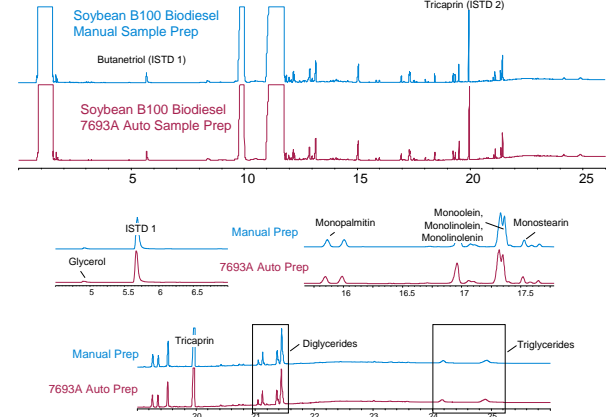 Tricaprin (ISTD 2)
Soybean B100 Biodiesel
Manual Sample Prep
Butanetriol (ISTD 1)
Soybean B100 Biodiesel
7693A Auto Sample Prep
5 10 15 20 25
ISTD 1
Glycerol
5 5.5 6 6.5
Monopalmitin
Manual Prep
7693A Auto Prep
Monoolein,
Monolinolein,
Monolinolenin
Monostearin
16 16.5 17 17.5
Tricaprin
Manual Prep
7693A Auto Prep
Diglycerides
Triglycerides
20 21 22 23 24 25